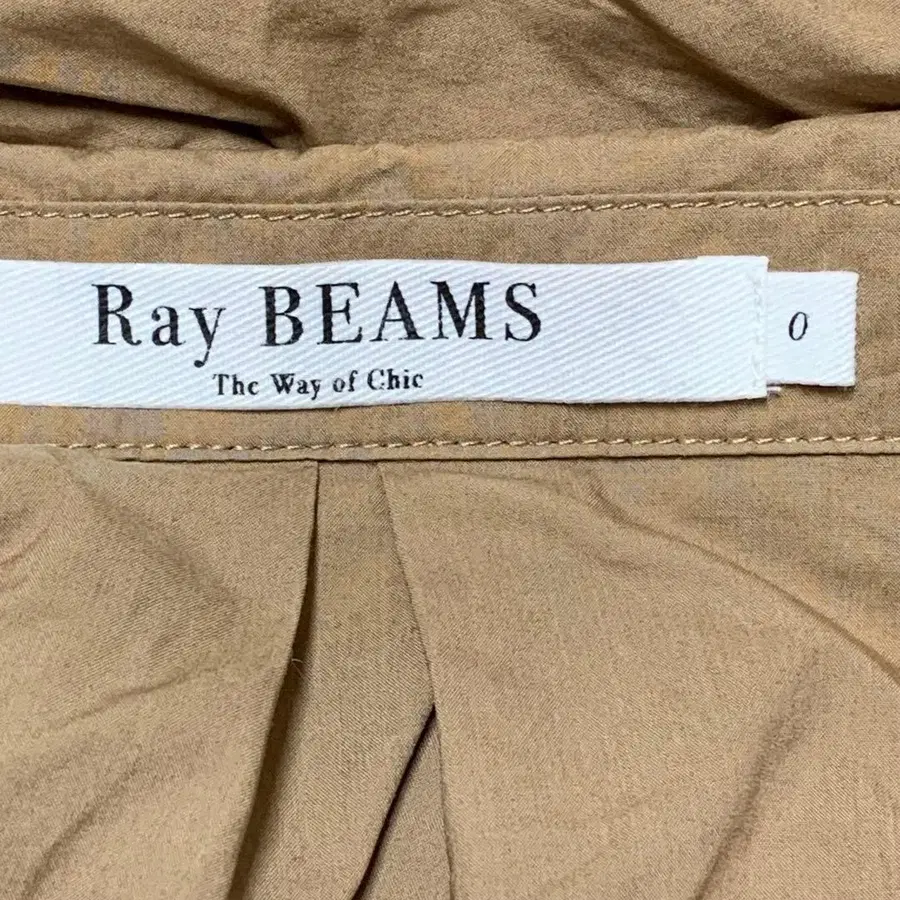 Ray BEAMS
The Way of Chic
0